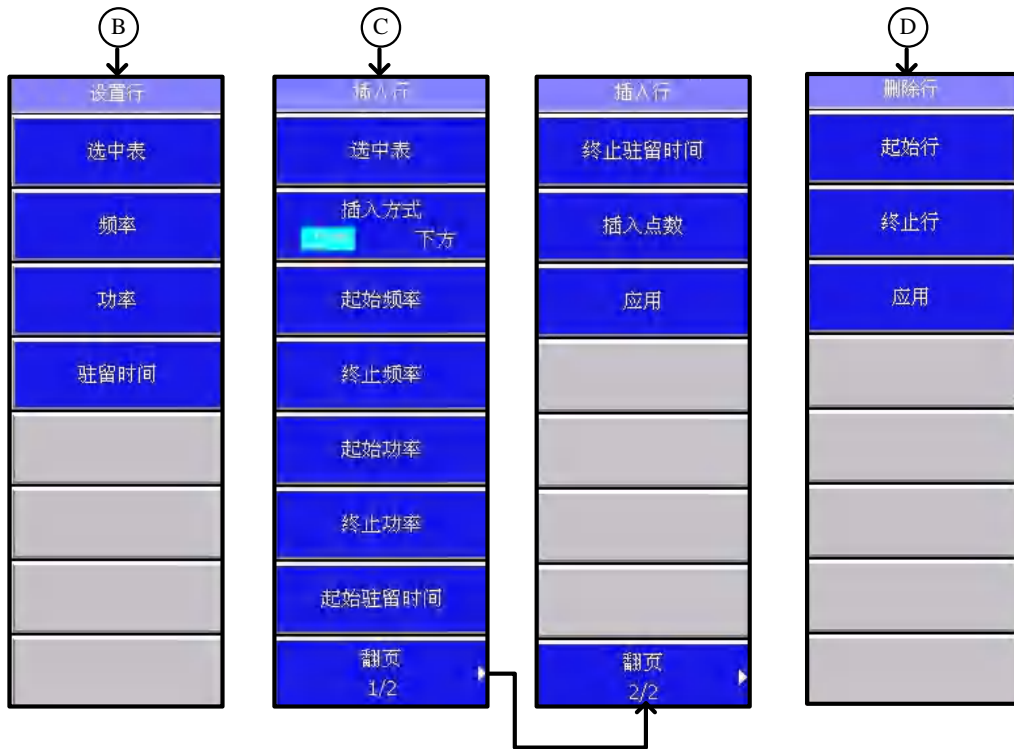 B
C
D
设置行
选中表
频率
功率
驻留时间
插入行
选中表
插入方式
下方
起始频率
终止频率
起始功率
终止功率
起始驻留时间
翻页
1/2
插入行
终止驻留时间
插入点数
应用
翻页
2/2
删除行
起始行
终止行
应用